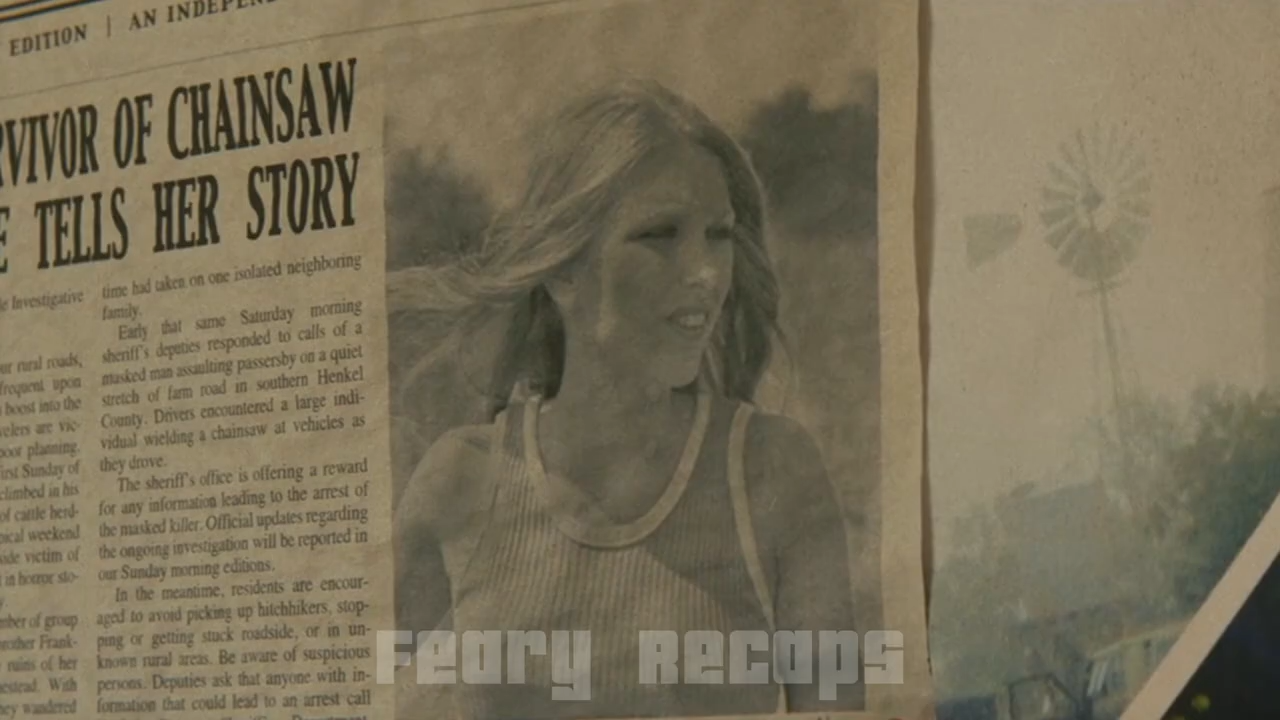 EDITION | AN INDEPEN
RVIVOR OF CHAINSAW
E TELLS HER STORY
le Investigative
ur rural roads,
frequent upon
boost into the
velers are vic-
poor planning.
first Sunday of
climbed in his
of cattle herd-
pical weekend
side victim of
in horror sto-
mber of group
brother Frank-
ruins of her
estead. With
hey wandered
time had taken on one isolated neighboring
family.
Early that same Saturday morning
sheriff's deputies responded to calls of a
masked man assaulting passersby on a quiet
stretch of farm road in southern Henkel
County. Drivers encountered a large indi-
vidual wielding a chainsaw at vehicles as
they drove.
The sheriff's office is offering a reward
for any information leading to the arrest of
the masked killer. Official updates regarding
the ongoing investigation will be reported in
our Sunday morning editions.
In the meantime, residents are encour-
aged to avoid picking up hitchhikers, stop-
ping or getting stuck roadside, or in un-
known rural areas. Be aware of suspicious
persons. Deputies ask that anyone with in-
formation that could lead to an arrest call
Feary Recaps